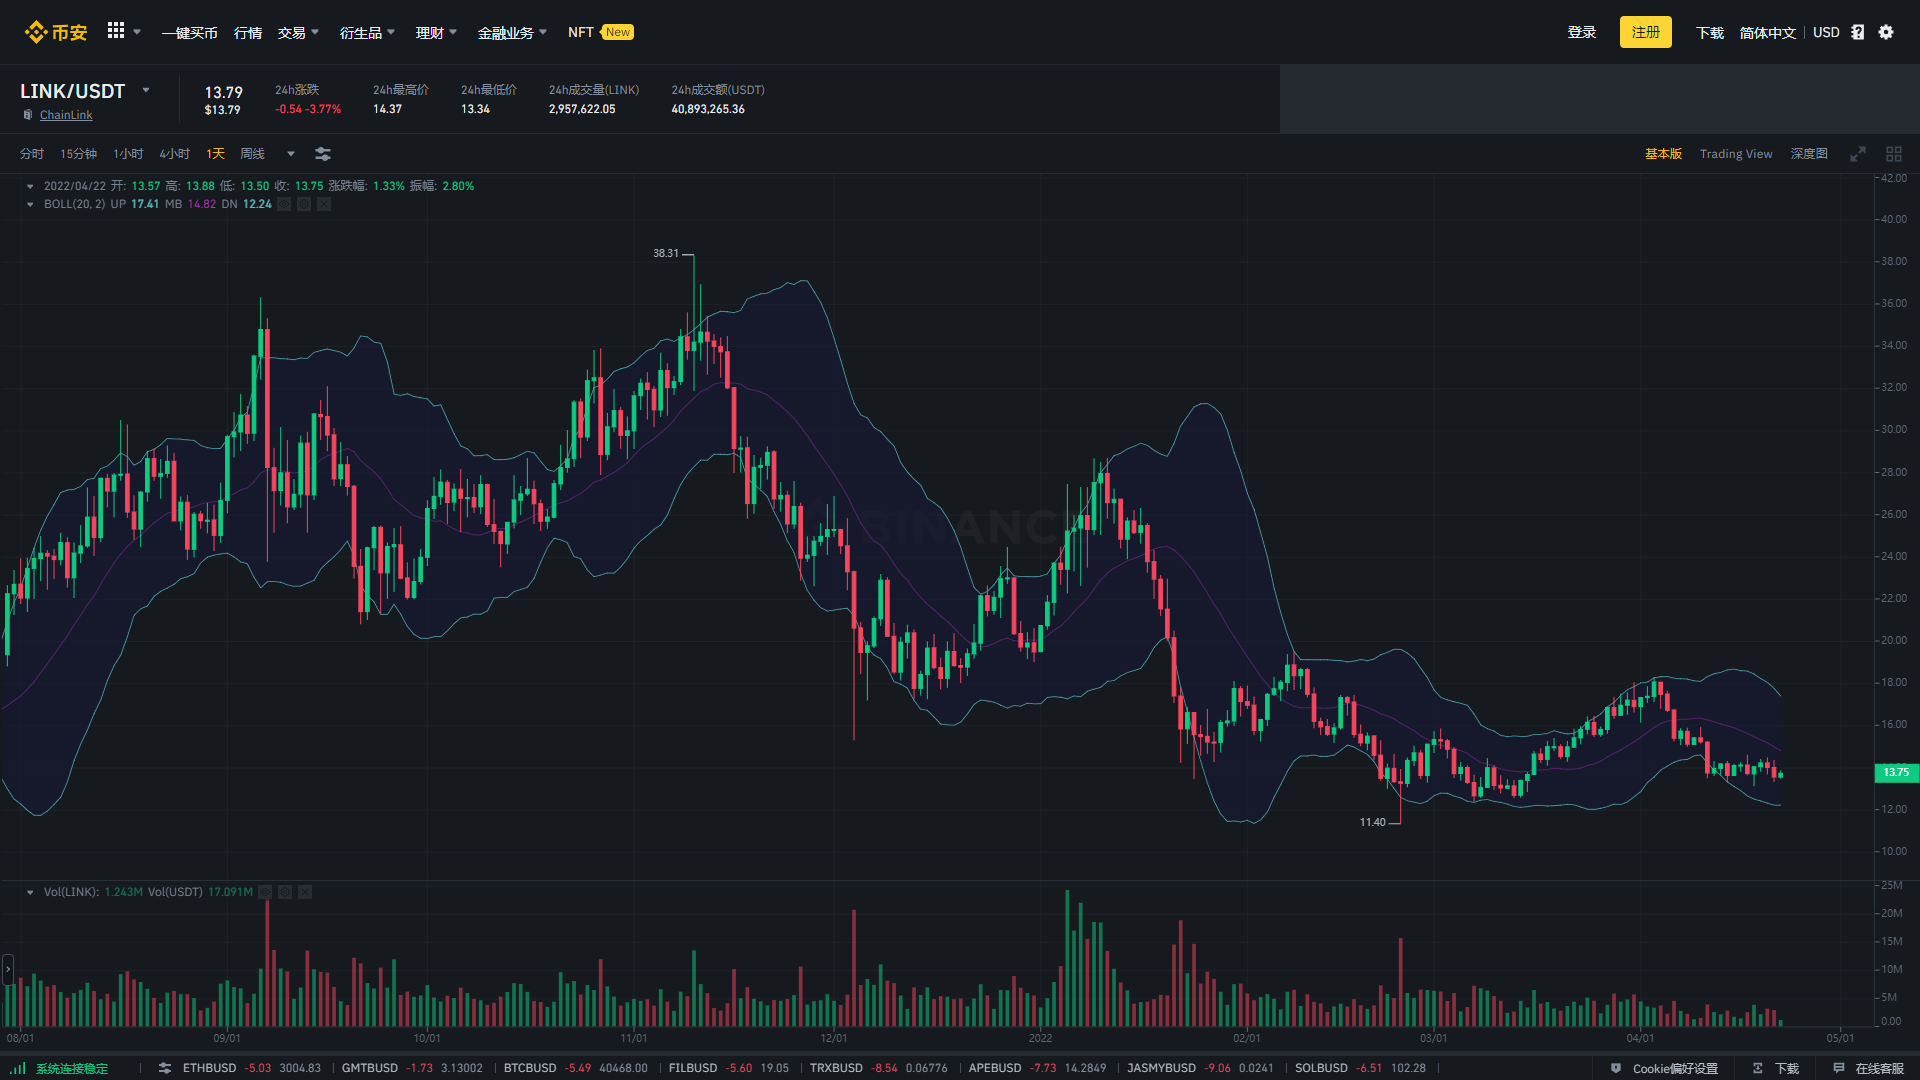 币安 一键买币 行情 交易 衍生品 理财 金融业务 NFT New 登录 注册 下载 简体中文 USD
LINK/USDT
ChainLink
13.79
$13.79
24h涨跌
-0.54 -3.77%
24h最高价
14.37
24h最低价
13.34
24h成交量(LINK)
2,957,622.05
24h成交额(USDT)
40,893,265.36
分时 15分钟 1小时 4小时 1天 周线 基本版 Trading View 深度图
2022/04/22 开: 13.57 高: 13.88 低: 13.50 收: 13.75 涨跌幅: 1.33% 振幅: 2.80%
BOLL(20, 2) UP 17.41 MB 14.82 DN 12.24
42.00
40.00
38.00
36.00
34.00
32.00
30.00
28.00
26.00
24.00
22.00
20.00
18.00
16.00
13.75
12.00
10.00
38.31
BINANCE
11.40
Vol(LINK): 1.243M Vol(USDT) 17.091M
25M
20M
15M
10M
5M
0.00
08/01 09/01 10/01 11/01 12/01 2022 02/01 03/01 04/01 05/01
系统连接稳定 ETHBUSD -5.03 3004.83 GMTBUSD -1.73 3.13002 BTCBUSD -5.49 40468.00 FILBUSD -5.60 19.05 TRXBUSD -8.54 0.06776 APEBUSD -7.73 14.2849 JASMYBUSD -9.06 0.0241 SOLBUSD -6.51 102.28 Cookie偏好设置 下载 在线客服